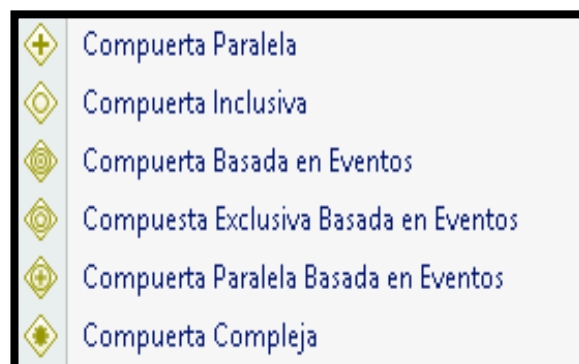 Compuerta Paralela
Compuerta Inclusiva
Compuerta Basada en Eventos
Compuesta Exclusiva Basada en Eventos
Compuerta Paralela Basada en Eventos
Compuerta Compleja